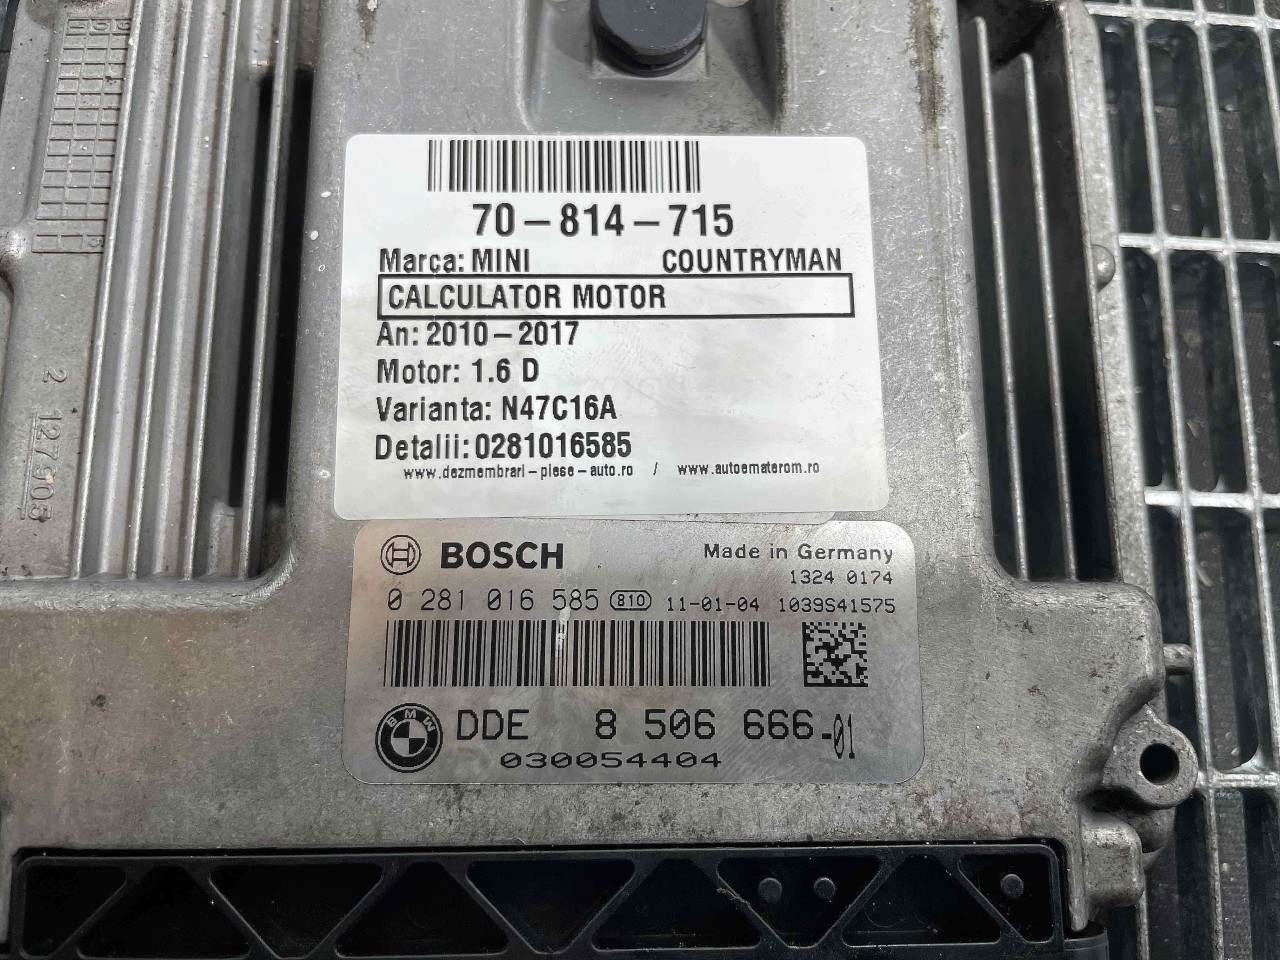 70-814-715
Marca: MINI COUNTRYMAN
CALCULATOR MOTOR
An: 2010-2017
Motor: 1.6 D
Varianta: N47C16A
Detalii: 0281016585
www.dezmembrari-piese-auto.ro / www.autoematerom.ro
BOSCH Made in Germany
1324 0174
0 281 016 585 810 11-01-04 1039S41575
BMW DDE 8 506 666-01
030054404
2 127905